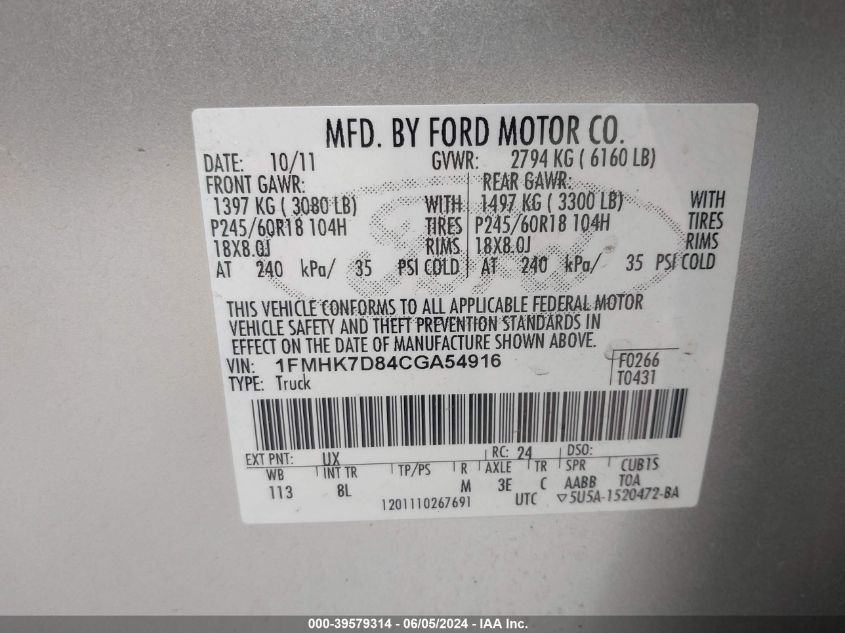 MFD. BY FORD MOTOR CO.
DATE: 10/11 GVWR: 2794 KG ( 6160 LB)
FRONT GAWR: REAR GAWR:
1397 KG ( 3080 LB) WITH 1497 KG ( 3300 LB) WITH
P245/60R18 104H TIRES P245/60R18 104H TIRES
18X8.0J RIMS 18X8.0J RIMS
AT 240 kPa/ 35 PSI COLD AT 240 kPa/ 35 PSI COLD
THIS VEHICLE CONFORMS TO ALL APPLICABLE FEDERAL MOTOR
VEHICLE SAFETY AND THEFT PREVENTION STANDARDS IN
EFFECT ON THE DATE OF MANUFACTURE SHOWN ABOVE.
VIN: 1FMHK7D84CGA54916 F0266
TYPE: Truck T0431
EXT PNT: UX RC: 24 DSO:
WB INT TR TP/PS R AXLE TR SPR CUB1S
113 8L M 3E C AABB TOA
1201110267691 UTC ▽5U5A-1520472-BA
000-39579314 - 06/05/2024 - IAA Inc.